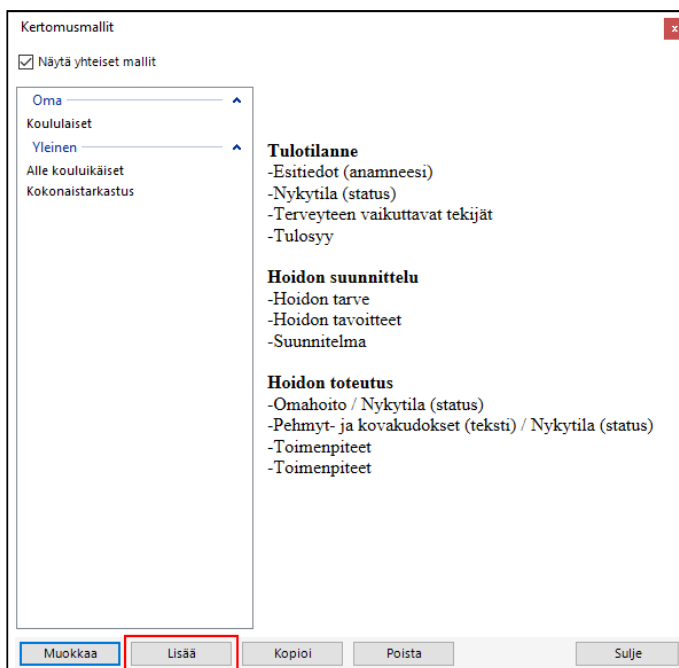 Kertomusmallit
x
Näytä yhteiset mallit
Oma
Koululaiset
Yleinen
Alle kouluikäiset
Kokonaistarkastus
Tulotilanne
-Esitiedot (anamneesi)
-Nykytila (status)
-Terveyteen vaikuttavat tekijät
-Tulosyy
Hoidon suunnittelu
-Hoidon tarve
-Hoidon tavoitteet
-Suunnitelma
Hoidon toteutus
-Omahoito / Nykytila (status)
-Pehmyt- ja kovakudokset (teksti) / Nykytila (status)
-Toimenpiteet
-Toimenpiteet
Muokkaa Lisää Kopioi Poista Sulje